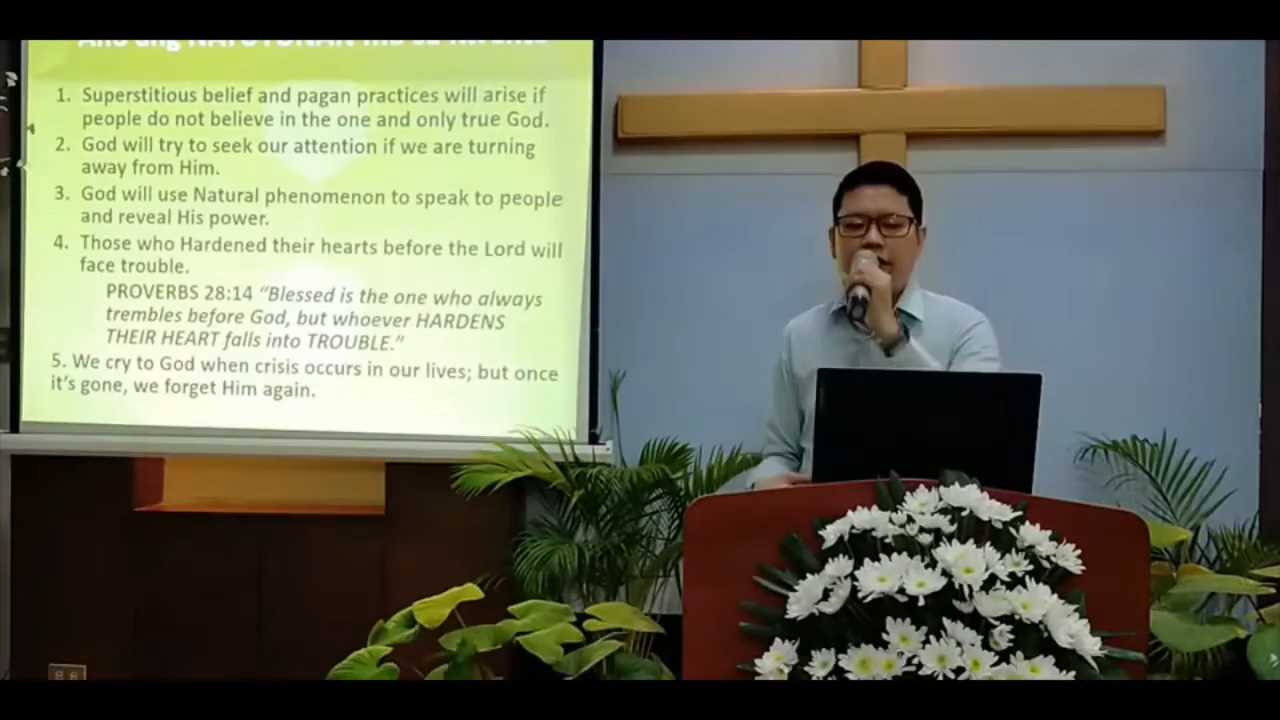 1. Superstitious belief and pagan practices will arise if
people do not believe in the one and only true God.
2. God will try to seek our attention if we are turning
away from Him.
3. God will use Natural phenomenon to speak to people
and reveal His power.
4. Those who Hardened their hearts before the Lord will
face trouble.
PROVERBS 28:14 “Blessed is the one who always
trembles before God, but whoever HARDENS
THEIR HEART falls into TROUBLE.”
5. We cry to God when crisis occurs in our lives; but once
it's gone, we forget Him again.